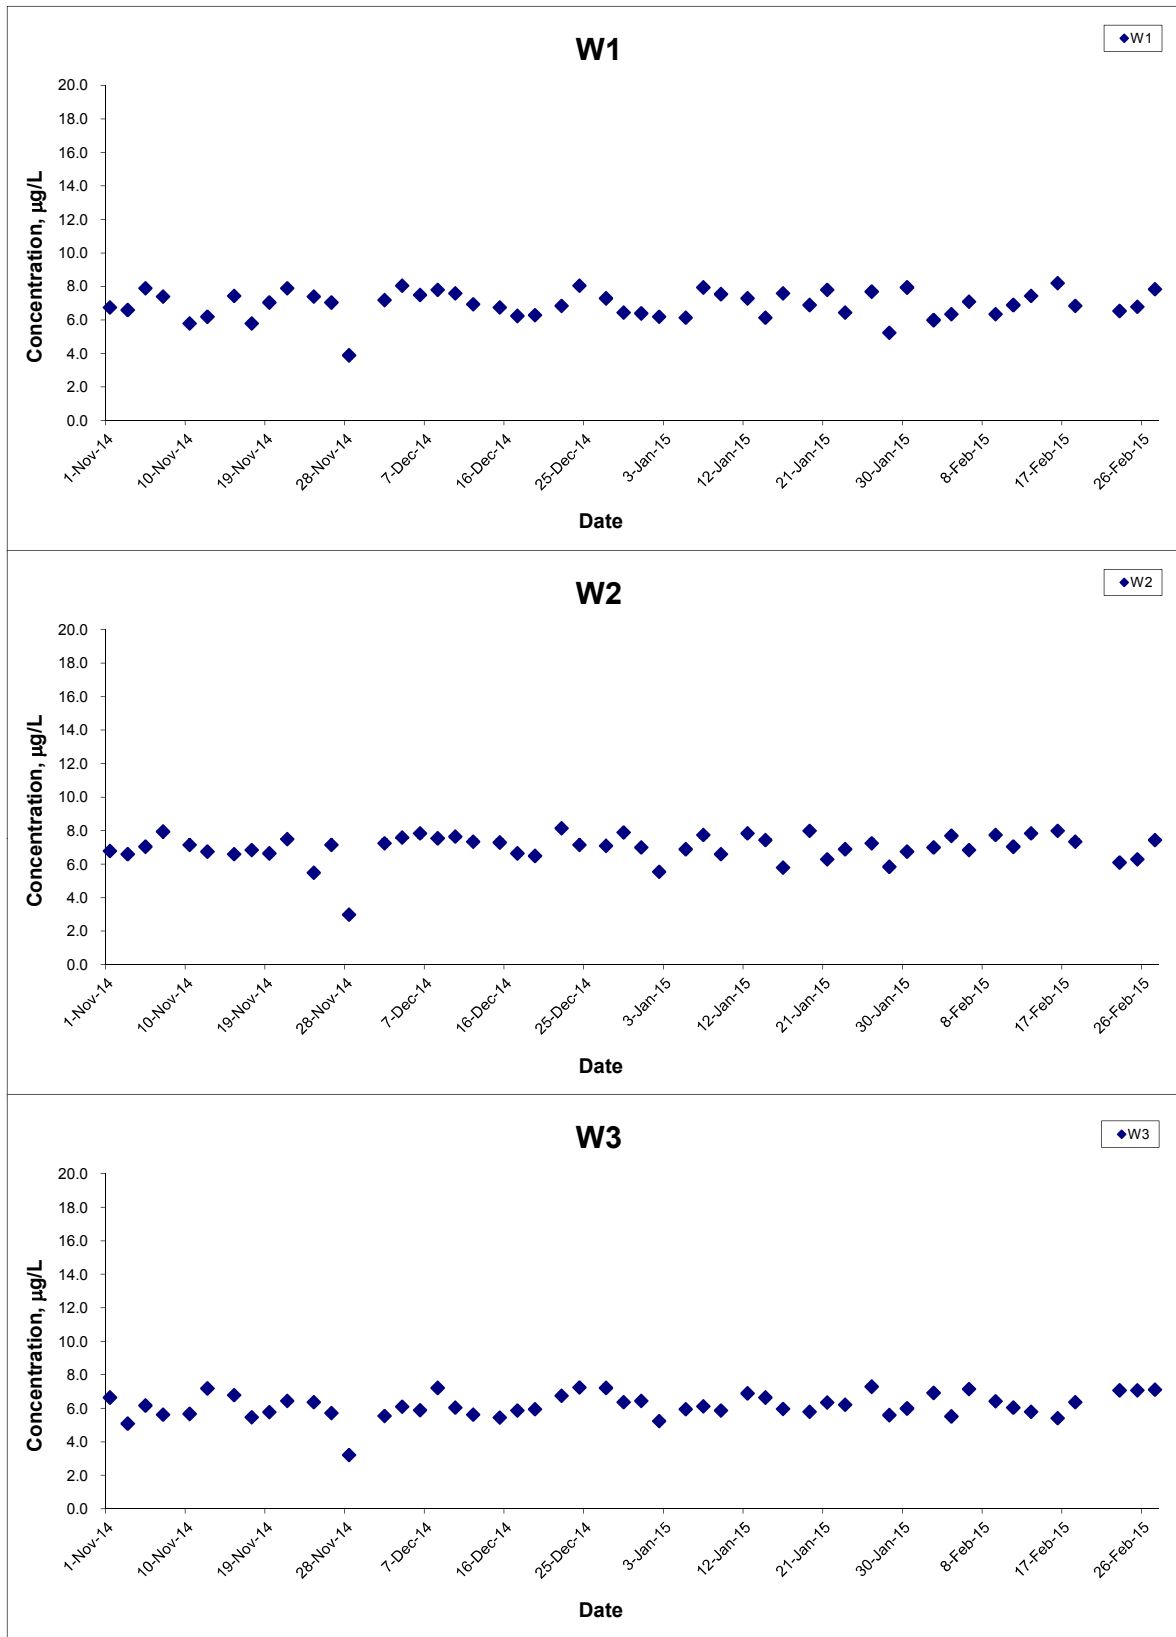 W1
W1
20.0
18.0
16.0
14.0
12.0
10.0
8.0
6.0
4.0
2.0
0.0
Concentration, µg/L
1-Nov-14 10-Nov-14 19-Nov-14 28-Nov-14 7-Dec-14 16-Dec-14 25-Dec-14 3-Jan-15 12-Jan-15 21-Jan-15 30-Jan-15 8-Feb-15 17-Feb-15 26-Feb-15
Date
W2
W2
20.0
18.0
16.0
14.0
12.0
10.0
8.0
6.0
4.0
2.0
0.0
Concentration, µg/L
1-Nov-14 10-Nov-14 19-Nov-14 28-Nov-14 7-Dec-14 16-Dec-14 25-Dec-14 3-Jan-15 12-Jan-15 21-Jan-15 30-Jan-15 8-Feb-15 17-Feb-15 26-Feb-15
Date
W3
W3
20.0
18.0
16.0
14.0
12.0
10.0
8.0
6.0
4.0
2.0
0.0
Concentration, µg/L
1-Nov-14 10-Nov-14 19-Nov-14 28-Nov-14 7-Dec-14 16-Dec-14 25-Dec-14 3-Jan-15 12-Jan-15 21-Jan-15 30-Jan-15 8-Feb-15 17-Feb-15 26-Feb-15
Date